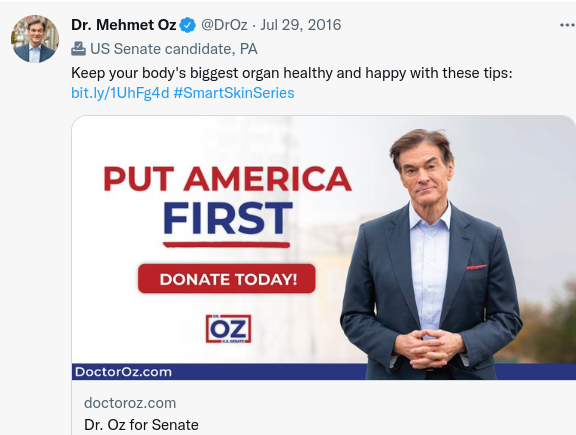 Dr. Mehmet Oz @DrOz · Jul 29, 2016
US Senate candidate, PA
Keep your body's biggest organ healthy and happy with these tips:
bit.ly/1UhFg4d #SmartSkinSeries
PUT AMERICA
FIRST
DONATE TODAY!
DR.
OZ
U.S. SENATE
DoctorOz.com
doctoroz.com
Dr. Oz for Senate